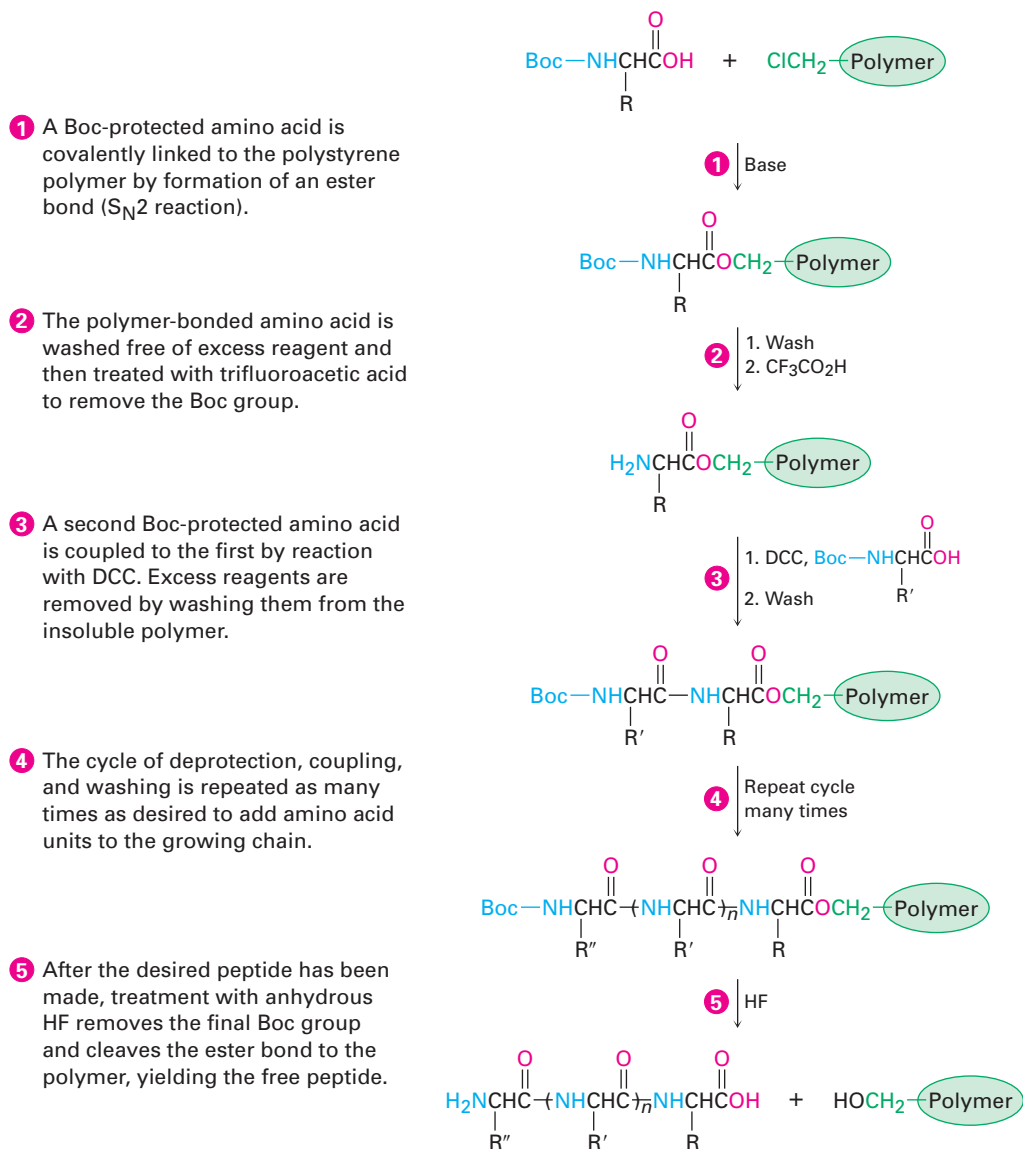 O
Boc—NHCHCOH + ClCH₂—Polymer
R
1 A Boc-protected amino acid is
covalently linked to the polystyrene
polymer by formation of an ester
bond (SN2 reaction).
1 Base
O
Boc—NHCHCOCH₂—Polymer
R
2 The polymer-bonded amino acid is
washed free of excess reagent and
then treated with trifluoroacetic acid
to remove the Boc group.
2 1. Wash
2. CF₃CO₂H
O
H₂NCHCOCH₂—Polymer
R
3 A second Boc-protected amino acid
is coupled to the first by reaction
with DCC. Excess reagents are
removed by washing them from the
insoluble polymer.
O
3 1. DCC, Boc—NHCHCOH
R′
2. Wash
O O
Boc—NHCHC—NHCHCOCH₂—Polymer
R′ R
4 The cycle of deprotection, coupling,
and washing is repeated as many
times as desired to add amino acid
units to the growing chain.
4 Repeat cycle
many times
O O O
Boc—NHCHC—(NHCHC)n—NHCHCOCH₂—Polymer
R″ R′ R
5 After the desired peptide has been
made, treatment with anhydrous
HF removes the final Boc group
and cleaves the ester bond to the
polymer, yielding the free peptide.
5 HF
O O O
H₂NCHC—(NHCHC)n—NHCHCOH + HOCH₂—Polymer
R″ R′ R